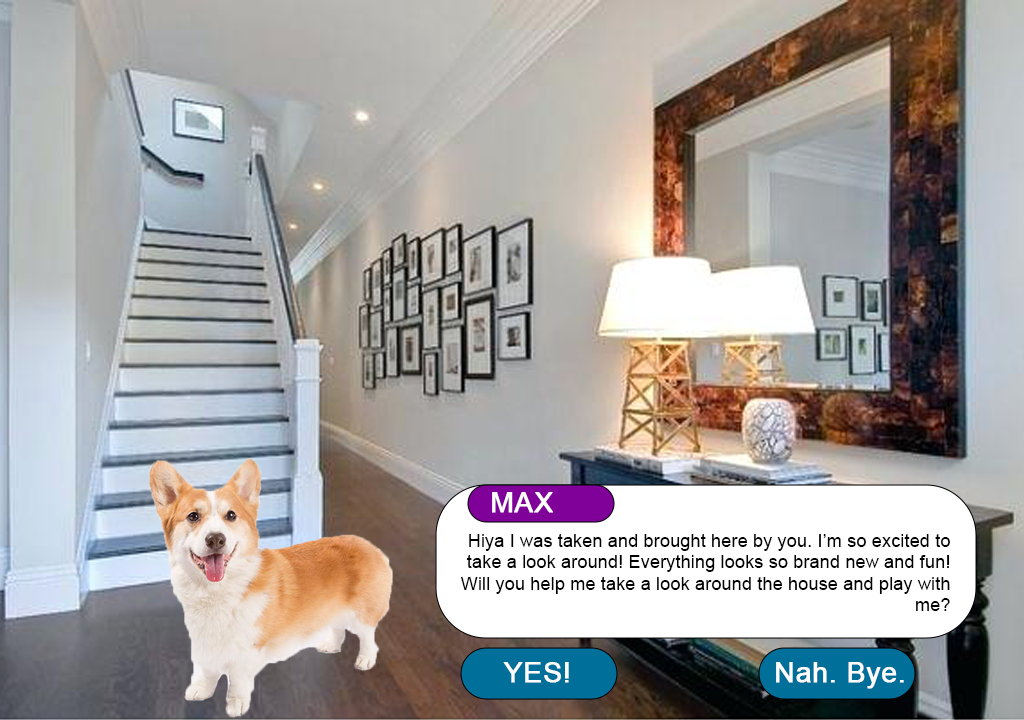 MAX
Hiya I was taken and brought here by you. I’m so excited to
take a look around! Everything looks so brand new and fun!
Will you help me take a look around the house and play with
me?
YES!
Nah. Bye.